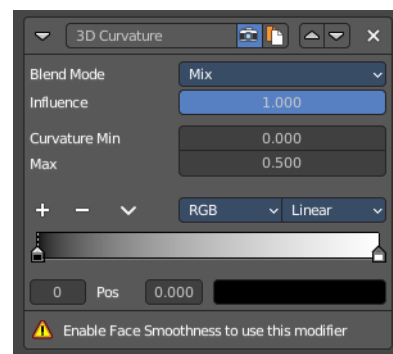 3D Curvature
Blend Mode Mix
Influence 1.000
Curvature Min 0.000
Max 0.500
RGB Linear
0 Pos 0.000
Enable Face Smoothness to use this modifier